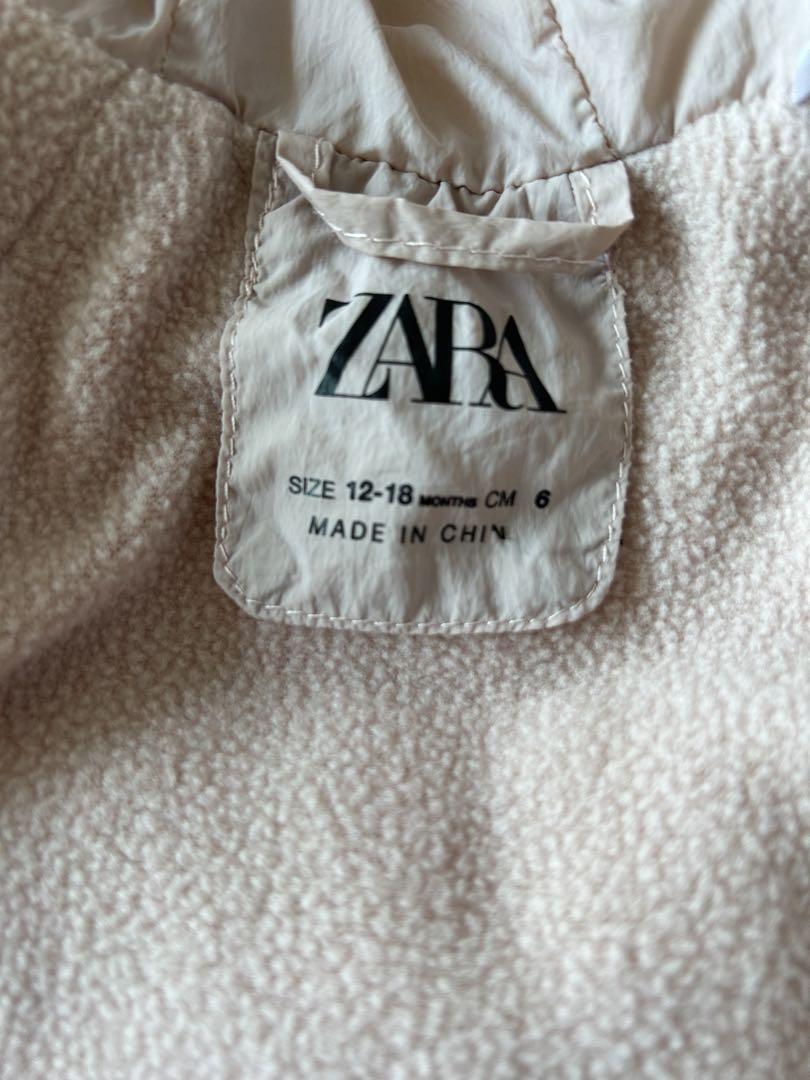 ZARA
SIZE 12-18 MONTHS CM 6
MADE IN CHIN